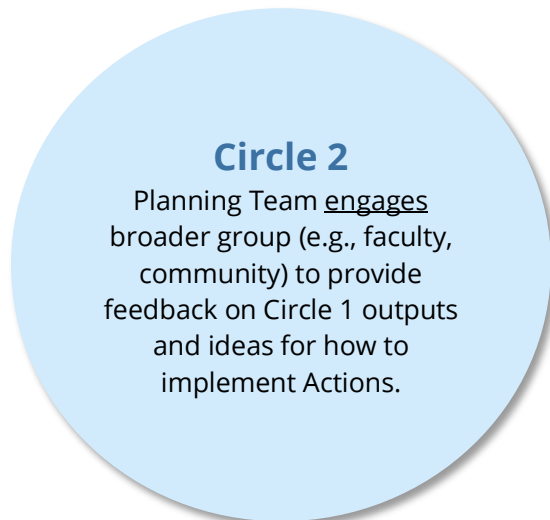 Circle 2
Planning Team engages
broader group (e.g., faculty,
community) to provide
feedback on Circle 1 outputs
and ideas for how to
implement Actions.